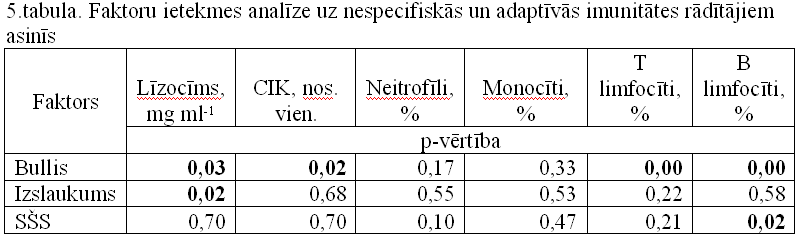 5.tabula. Faktoru ietekmes analīze uz nespecifiskās un adaptīvās imunitātes rādītājiem
asinīs
Faktors | Līzocīms, mg ml-1 | CIK, nos. vien. | Neitrofīli, % | Monocīti, % | T limfocīti, % | B limfocīti, %
p-vērtība
Bullis 0,03 0,02 0,17 0,33 0,00 0,00
Izslaukums 0,02 0,68 0,55 0,53 0,22 0,58
SŠS 0,70 0,70 0,10 0,47 0,21 0,02